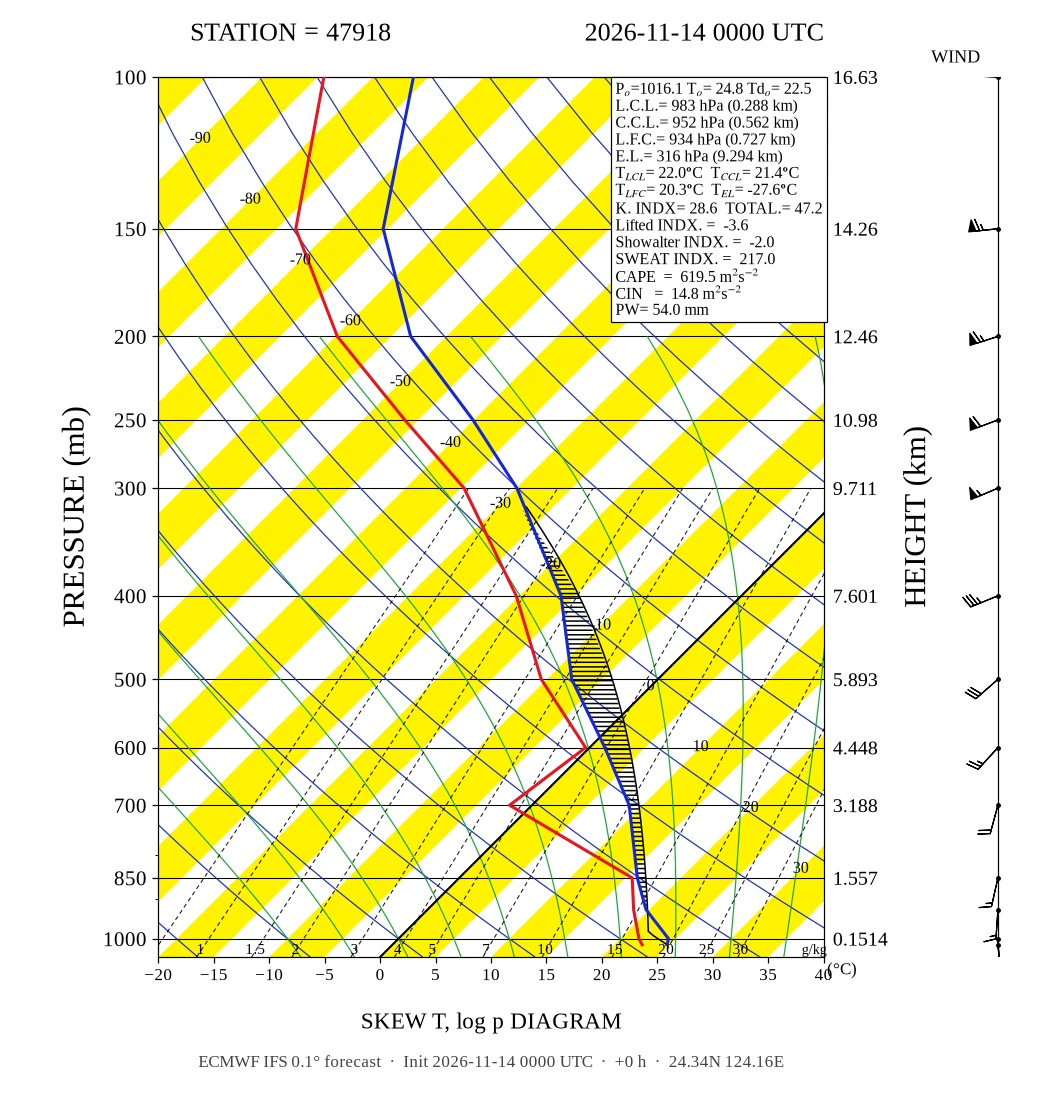 STATION = 47918
2026-11-14 0000 UTC
WIND
Pₒ=1016.1 Tₒ= 24.8 Tdₒ= 22.5
L.C.L.= 983 hPa (0.288 km)
C.C.L.= 952 hPa (0.562 km)
L.F.C.= 934 hPa (0.727 km)
E.L.= 316 hPa (9.294 km)
T_LCL= 22.0°C T_CCL= 21.4°C
T_LFC= 20.3°C T_EL= -27.6°C
K. INDX= 28.6 TOTAL.= 47.2
Lifted INDX. = -3.6
Showalter INDX. = -2.0
SWEAT INDX. = 217.0
CAPE = 619.5 m²s⁻²
CIN = 14.8 m²s⁻²
PW= 54.0 mm
100
150
200
250
300
400
500
600
700
850
1000
PRESSURE (mb)
-90
-80
-70
-60
-50
-40
-30
-10
0
10
20
30
16.63
14.26
12.46
10.98
9.711
7.601
5.893
4.448
3.188
1.557
0.1514
HEIGHT (km)
1 1.5 2 3 4 5 7 10 15 20 25 30 g/kg
−20 −15 −10 −5 0 5 10 15 20 25 30 35 40 (°C)
SKEW T, log p DIAGRAM
ECMWF IFS 0.1° forecast · Init 2026-11-14 0000 UTC · +0 h · 24.34N 124.16E